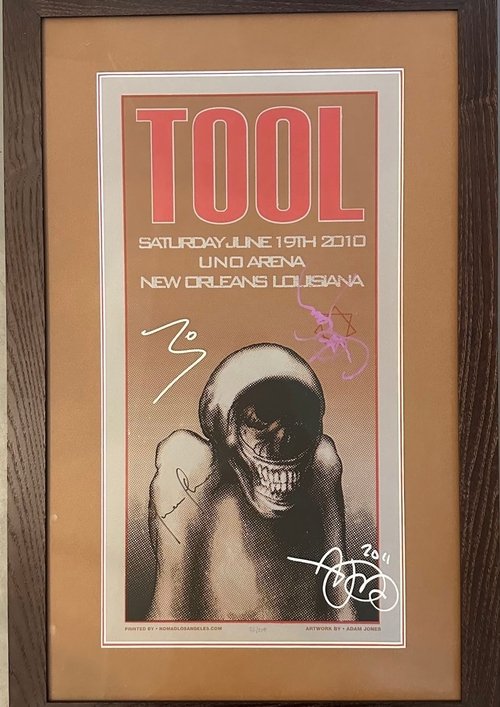 TOOL
SATURDAY JUNE 19TH 2010
UNO ARENA
NEW ORLEANS LOUISIANA
2011
PRINTED BY • NOMADLOSANGELES.COM
ARTWORK BY • ADAM JONES